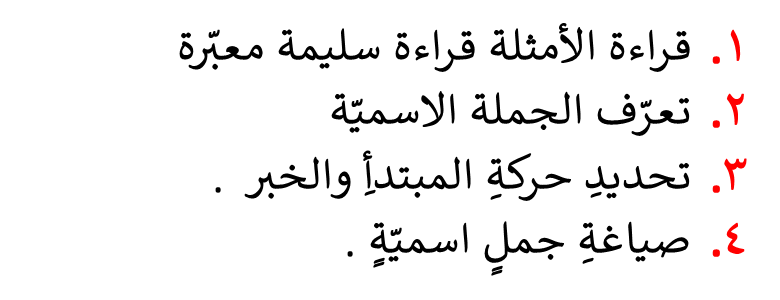 ١. قراءة الأمثلة قراءة سليمة معبّرة
٢. تعرّف الجملة الاسميّة
٣. تحديدِ حركةِ المبتدأِ والخبر .
٤. صياغةِ جملٍ اسميّةٍ .